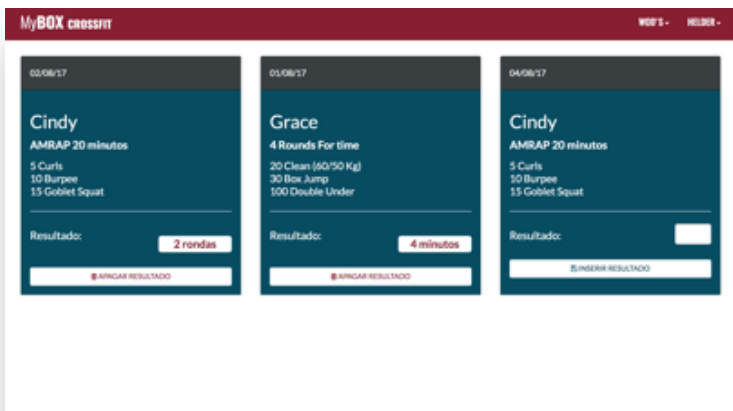 MyBOX CROSSFIT
WOD'S
HELDER
02/08/17
Cindy
AMRAP 20 minutos
5 Curls
10 Burpee
15 Goblet Squat
Resultado:
2 rondas
APAGAR RESULTADO
01/08/17
Grace
4 Rounds For time
20 Clean (60/50 Kg)
30 Box Jump
100 Double Under
Resultado:
4 minutos
APAGAR RESULTADO
04/08/17
Cindy
AMRAP 20 minutos
5 Curls
10 Burpee
15 Goblet Squat
Resultado:
INSERIR RESULTADO